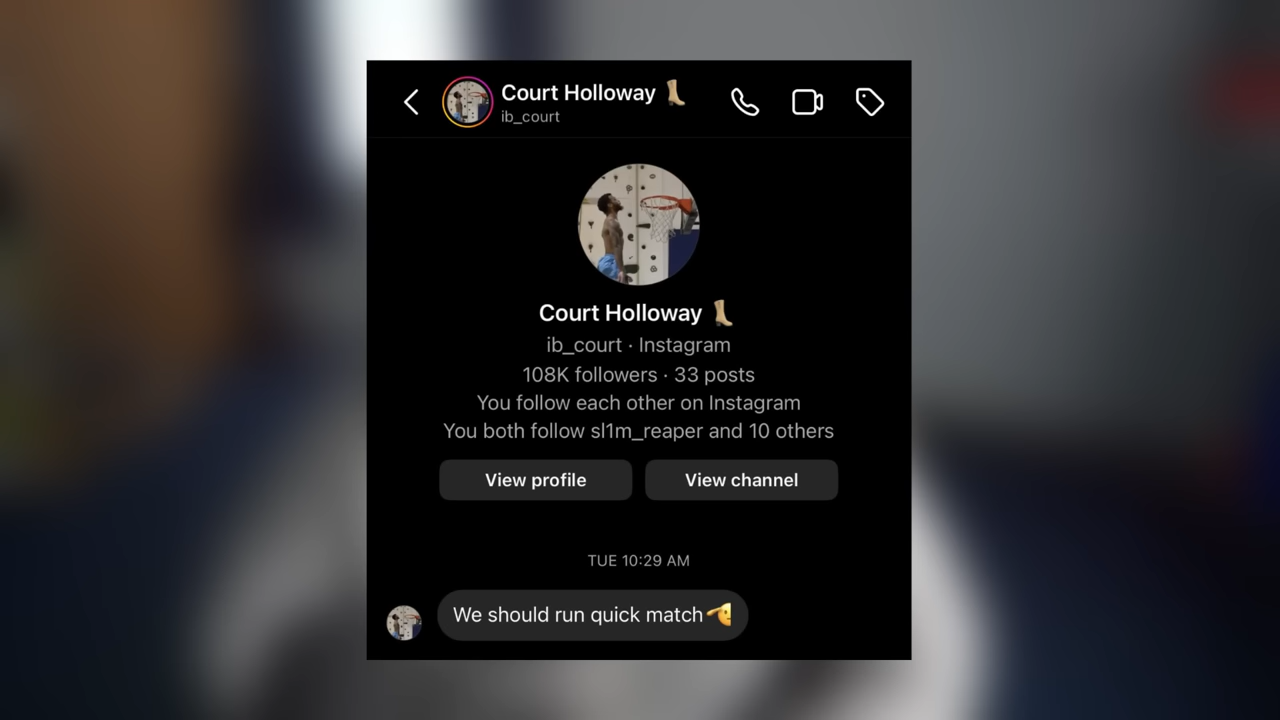 Court Holloway 👢
ib_court
Court Holloway 👢
ib_court · Instagram
108K followers · 33 posts
You follow each other on Instagram
You both follow sl1m_reaper and 10 others
View profile
View channel
TUE 10:29 AM
We should run quick match🫡